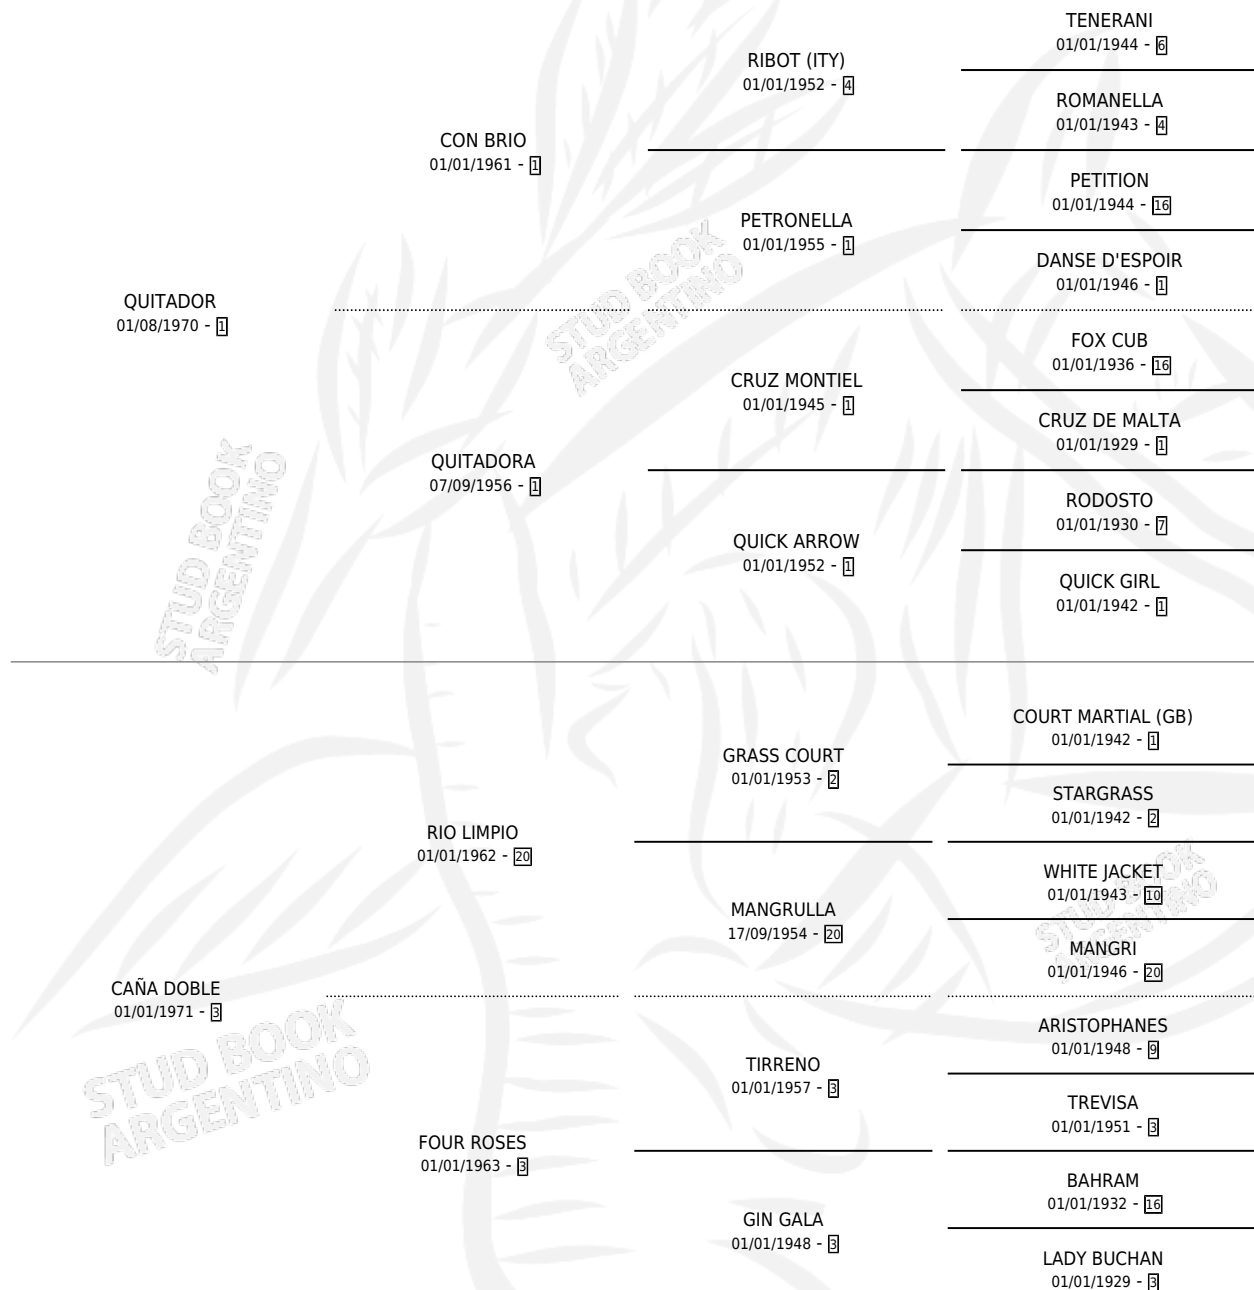 TENERANI
01/01/1944 - 6
RIBOT (ITY)
01/01/1952 - 4
ROMANELLA
01/01/1943 - 4
CON BRIO
01/01/1961 - 1
PETITION
01/01/1944 - 16
PETRONELLA
01/01/1955 - 1
DANSE D'ESPOIR
01/01/1946 - 1
QUITADOR
01/08/1970 - 1
STUD BOOK
ARGENTINO
FOX CUB
01/01/1936 - 16
CRUZ MONTIEL
01/01/1945 - 1
CRUZ DE MALTA
01/01/1929 - 1
QUITADORA
07/09/1956 - 1
RODOSTO
01/01/1930 - 7
QUICK ARROW
01/01/1952 - 1
QUICK GIRL
01/01/1942 - 1
STUD BOOK
ARGENTINO
COURT MARTIAL (GB)
01/01/1942 - 1
GRASS COURT
01/01/1953 - 2
STARGRASS
01/01/1942 - 2
RIO LIMPIO
01/01/1962 - 20
WHITE JACKET
01/01/1943 - 10
STUD BOOK
ARGENTINO
MANGRULLA
17/09/1954 - 20
MANGRI
01/01/1946 - 20
CAÑA DOBLE
01/01/1971 - 3
STUD BOOK
ARGENTINO
ARISTOPHANES
01/01/1948 - 9
TIRRENO
01/01/1957 - 3
TREVISA
01/01/1951 - 3
FOUR ROSES
01/01/1963 - 3
BAHRAM
01/01/1932 - 16
GIN GALA
01/01/1948 - 3
LADY BUCHAN
01/01/1929 - 3